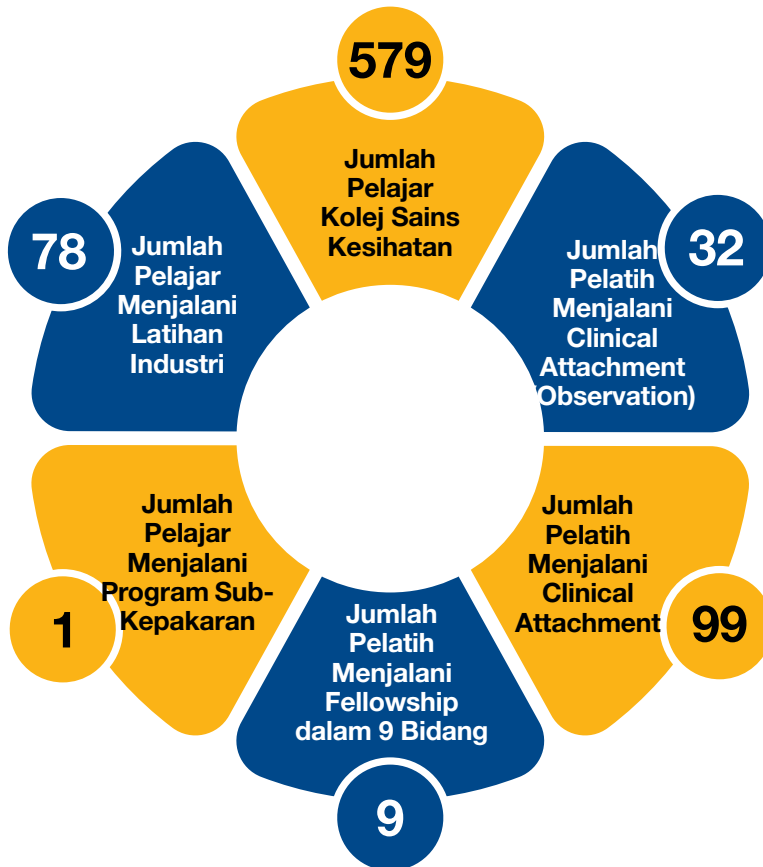 579
Jumlah
Pelajar
Kolej Sains
Kesihatan
32
Jumlah
Pelatih
Menjalani
Clinical
Attachment
(Observation)
99
Jumlah
Pelatih
Menjalani
Clinical
Attachment
9
Jumlah
Pelatih
Menjalani
Fellowship
dalam 9 Bidang
1
Jumlah
Pelajar
Menjalani
Program Sub-
Kepakaran
78
Jumlah
Pelajar
Menjalani
Latihan
Industri